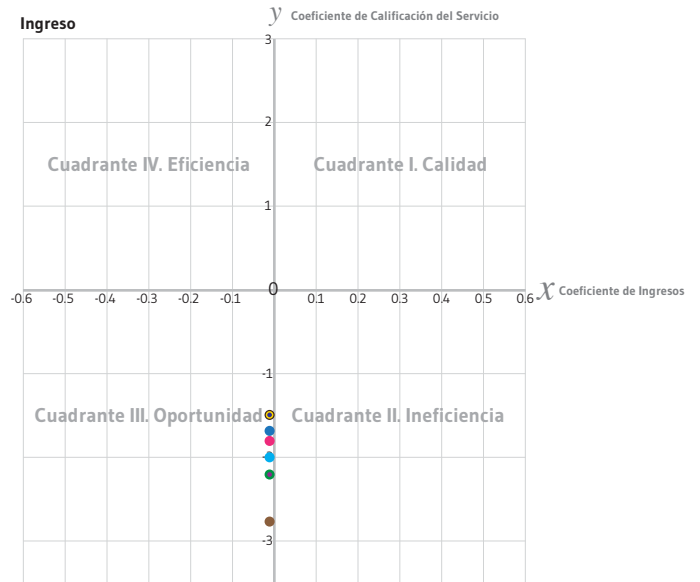 Ingreso
y Coeficiente de Calificación del Servicio
3
2
Cuadrante IV. Eficiencia Cuadrante I. Calidad
1
0
-0.6 -0.5 -0.4 -0.3 -0.2 -0.1 0.1 0.2 0.3 0.4 0.5 0.6 x Coeficiente de Ingresos
-1
Cuadrante III. Oportunidad Cuadrante II. Ineficiencia
-3